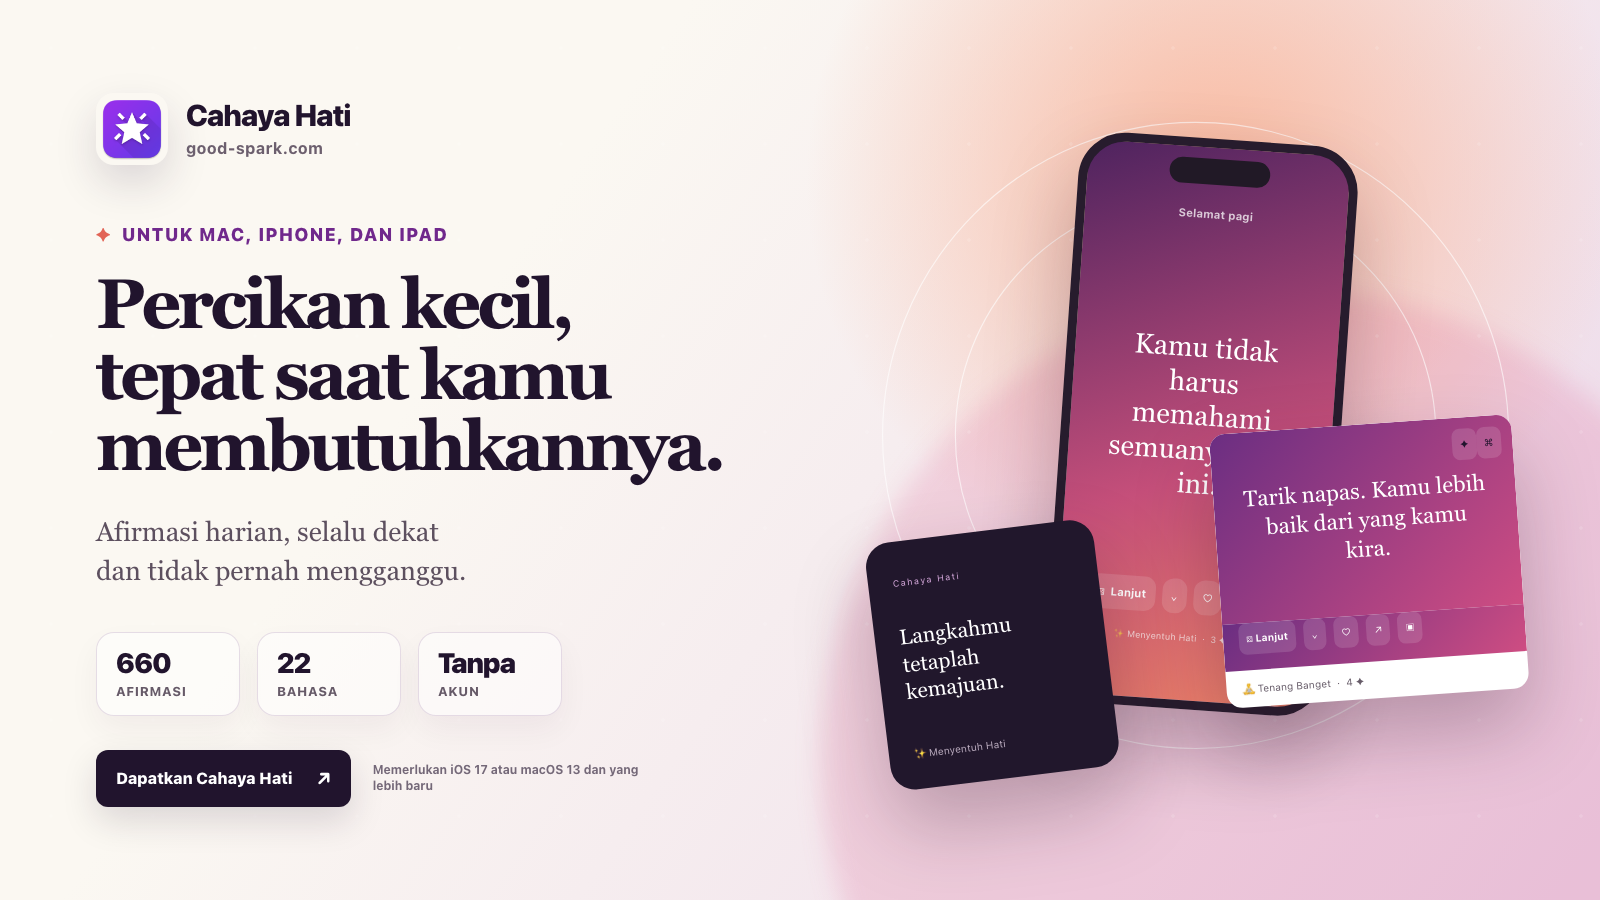 Cahaya Hati
good-spark.com
UNTUK MAC, IPHONE, DAN IPAD
Percikan kecil,
tepat saat kamu
membutuhkannya.
Afirmasi harian, selalu dekat
dan tidak pernah mengganggu.
660
AFIRMASI
22
BAHASA
Tanpa
AKUN
Dapatkan Cahaya Hati
Memerlukan iOS 17 atau macOS 13 dan yang
lebih baru
Selamat pagi
Kamu tidak
harus
memahami
ini.
Lanjut
✨ Menyentuh Hati · 3
Cahaya Hati
Langkahmu
tetaplah
kemajuan.
✨ Menyentuh Hati
Tarik napas. Kamu lebih
baik dari yang kamu
kira.
Lanjut
Tenang Banget · 4 ✦